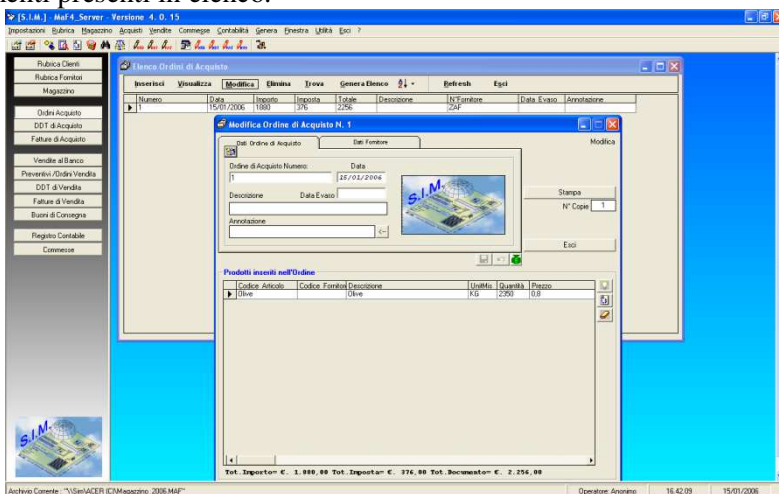 enti presenti in elenco.
[S.I.M.] - MaF4_Server - Versione 4. 0. 15
Impostazioni Rubrica Magazzino Acquisti Vendite Commesse Contabilità Genera Finestra Utilità Esci ?
Rubrica Clienti
Rubrica Fornitori
Magazzino
Ordini Acquisto
DDT di Acquisto
Fatture di Acquisto
Vendite al Banco
Preventivi /Ordini Vendita
DDT di Vendita
Fatture di Vendita
Buoni di Consegna
Registro Contabile
Commesse
S.I.M.
Elenco Ordini di Acquisto
Inserisci Visualizza Modifica Elimina Trova Genera Elenco Refresh Esci
Numero Data Importo Imposta Totale Descrizione N°Fornitore Data Evaso Annotazione
1 15/01/2006 1880 376 2256 ZAF
Modifica Ordine di Acquisto N. 1
Dati Ordine di Acquisto Dati Fornitore Modifica
Ordine di Acquisto Numero: Data
1 15/01/2006
Descrizione Data Evaso
Annotazione
<--
S.I.M.
Stampa
N° Copie 1
Esci
Prodotti inseriti nell'Ordine
Codice Articolo Codice Fornitor Descrizione UnitMis Quantità Prezzo
Olive Olive KG 2350 0,8
Tot.Importo= €. 1.880,00 Tot.Imposta= €. 376,00 Tot.Documento= €. 2.256,00
Archivio Corrente : "\\Sim\ACER (C)\Magazzino_2006.MAF" Operatore: Anonimo 16.42.09 15/01/2006